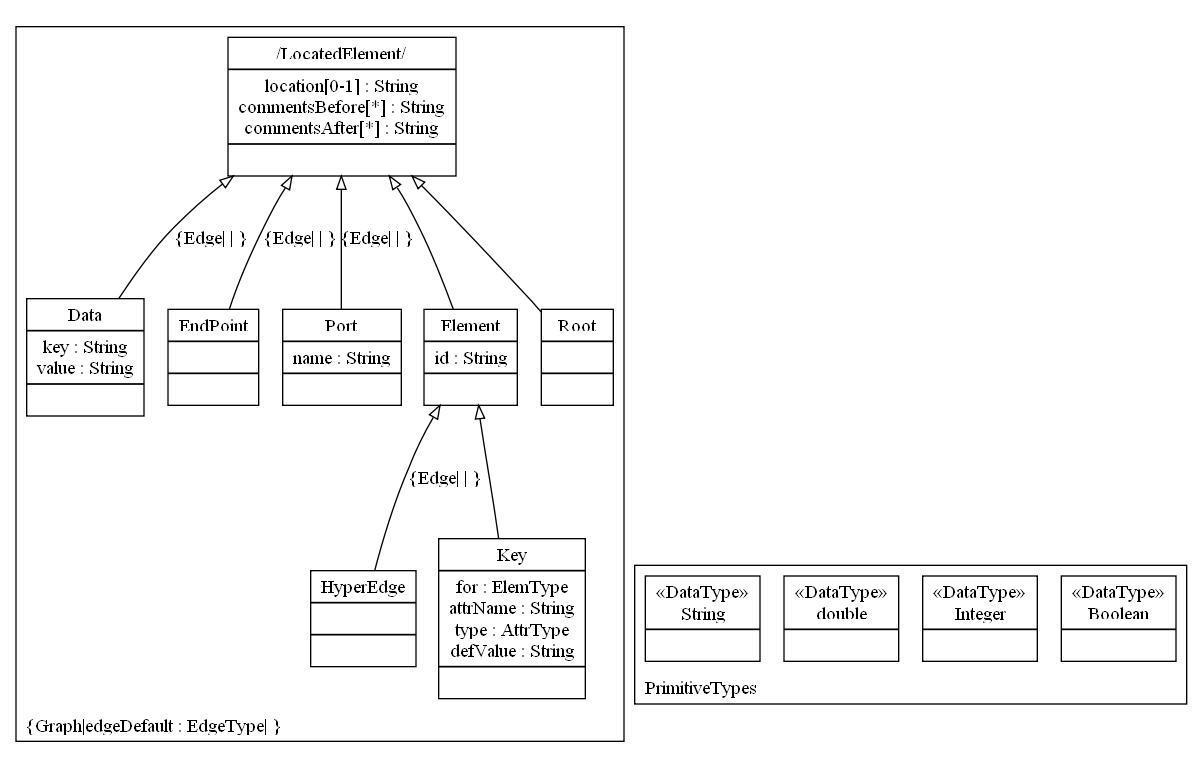 /LocatedElement/
location[0-1] : String
commentsBefore[*] : String
commentsAfter[*] : String
{Edge| | }
{Edge| | }
{Edge| | }
Data
key : String
value : String
EndPoint
Port
name : String
Element
id : String
Root
{Edge| | }
HyperEdge
Key
for : ElemType
attrName : String
type : AttrType
defValue : String
{Graph|edgeDefault : EdgeType| }
«DataType»
String
«DataType»
double
«DataType»
Integer
«DataType»
Boolean
PrimitiveTypes